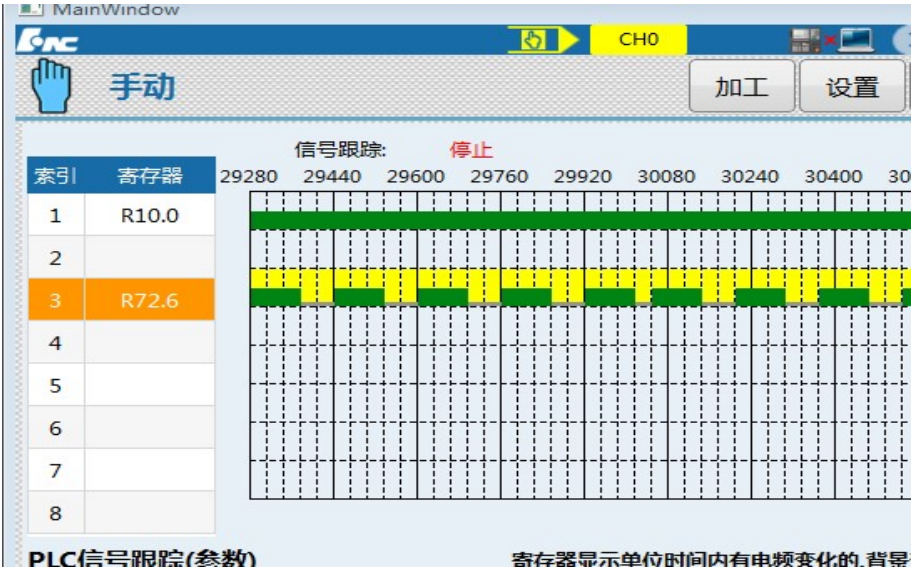 MainWindow
CNC
CH0
手动
加工
设置
信号跟踪:
停止
索引
寄存器
29280 29440 29600 29760 29920 30080 30240 30400
1 R10.0
2
3 R72.6
4
5
6
7
8
PLC信号跟踪(参数)
寄存器显示单位时间内有电频变化的,背景